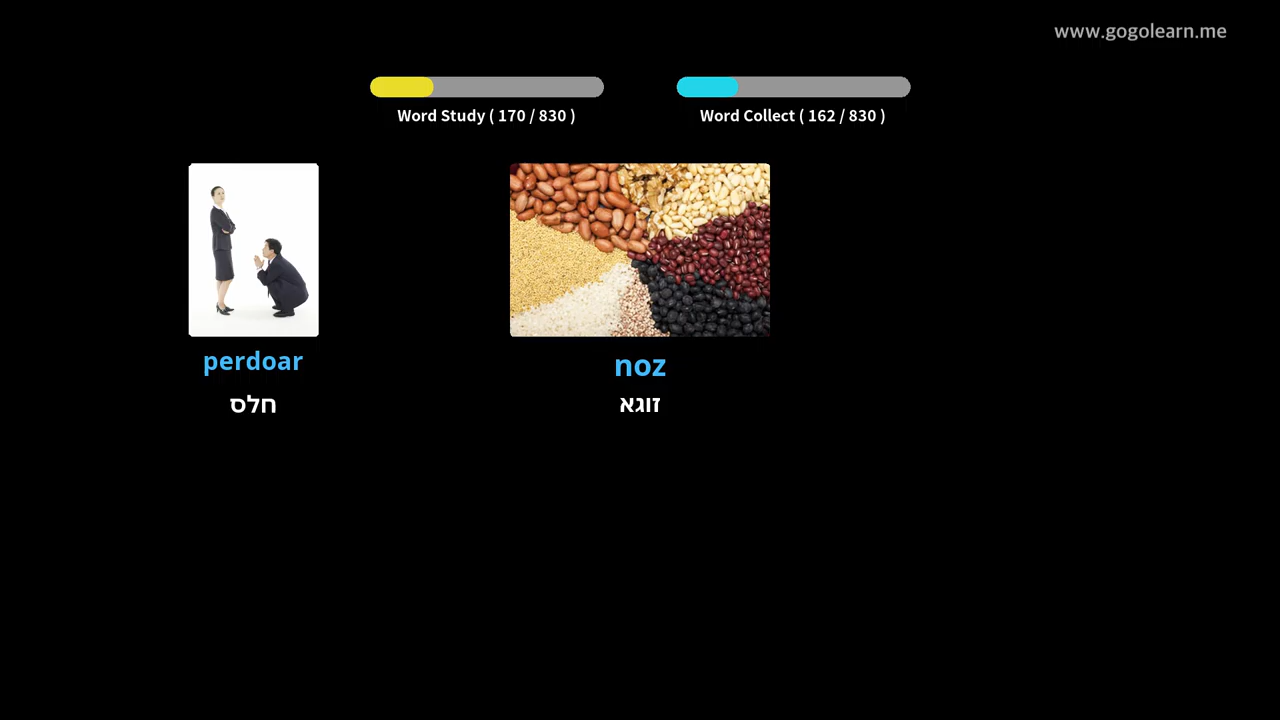 www.gogolearn.me
Word Study ( 170 / 830 )
Word Collect ( 162 / 830 )
perdoar
חלס
noz
זוגא